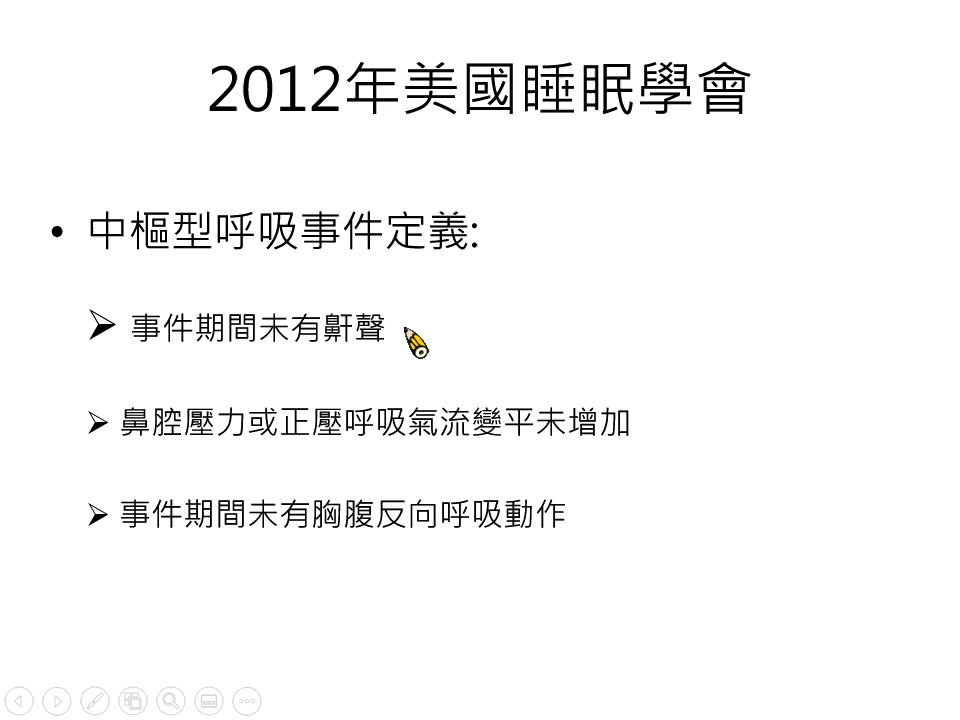 2012年美國睡眠學會
• 中樞型呼吸事件定義:
➢ 事件期間未有鼾聲
➢ 鼻腔壓力或正壓呼吸氣流變平未增加
➢ 事件期間未有胸腹反向呼吸動作